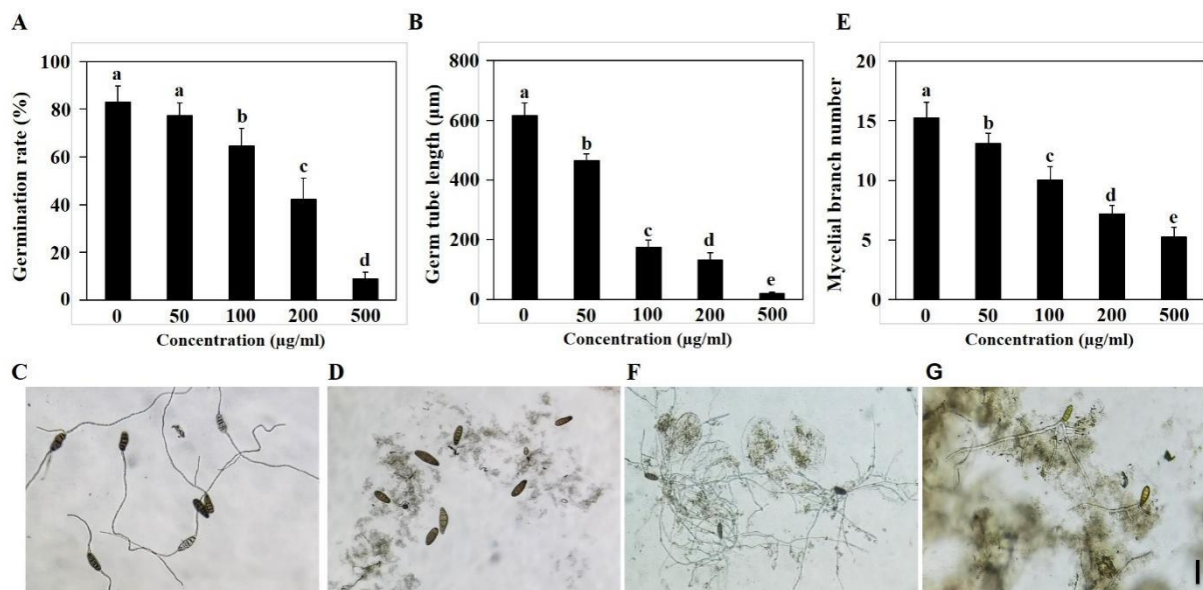 A
Germination rate (%)
100
80
60
40
20
0
a
a
b
c
d
0 50 100 200 500
Concentration (µg/ml)
B
Germ tube length (µm)
800
600
400
200
0
a
b
c
d
e
0 50 100 200 500
Concentration (µg/ml)
E
Mycelial branch number
20
15
10
5
0
a
b
c
d
e
0 50 100 200 500
Concentration (µg/ml)
C
D
F
G